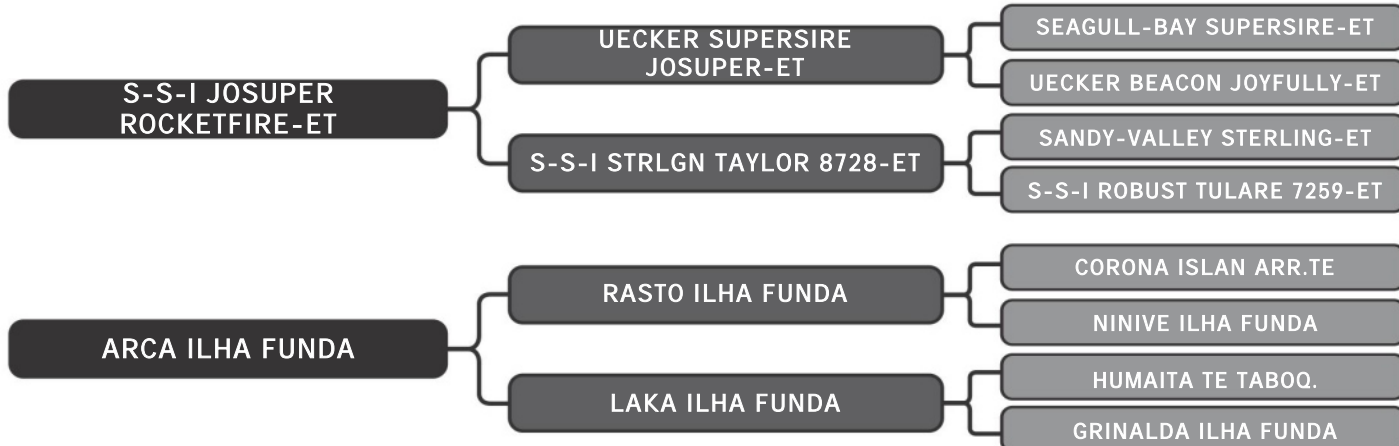 S-S-I JOSUPER
ROCKETFIRE-ET
UECKER SUPERSIRE
JOSUPER-ET
SEAGULL-BAY SUPERSIRE-ET
UECKER BEACON JOYFULLY-ET
S-S-I STRLGN TAYLOR 8728-ET
SANDY-VALLEY STERLING-ET
S-S-I ROBUST TULARE 7259-ET
ARCA ILHA FUNDA
RASTO ILHA FUNDA
CORONA ISLAN ARR.TE
NINIVE ILHA FUNDA
LAKA ILHA FUNDA
HUMAITA TE TABOQ.
GRINALDA ILHA FUNDA